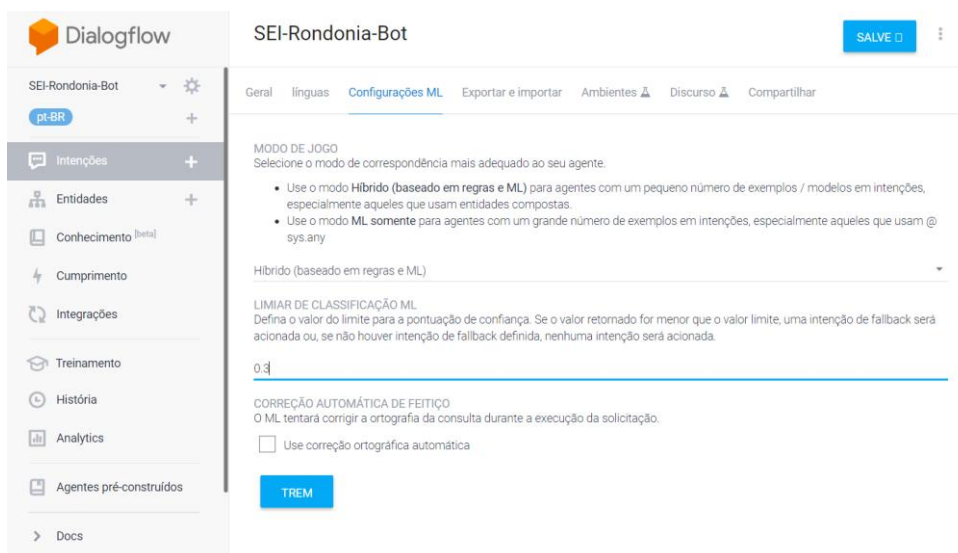 Dialogflow
SEI-Rondonia-Bot
pt-BR
Intenções
Entidades
Conhecimento [beta]
Cumprimento
Integrações
Treinamento
História
Analytics
Agentes pré-construídos
Docs
SEI-Rondonia-Bot
SALVE
Geral línguas Configurações ML Exportar e importar Ambientes Discurso Compartilhar
MODO DE JOGO
Selecione o modo de correspondência mais adequado ao seu agente.
• Use o modo Híbrido (baseado em regras e ML) para agentes com um pequeno número de exemplos / modelos em intenções,
especialmente aqueles que usam entidades compostas.
• Use o modo ML somente para agentes com um grande número de exemplos em intenções, especialmente aqueles que usam @
sys.any
Híbrido (baseado em regras e ML)
LIMIAR DE CLASSIFICAÇÃO ML
Defina o valor do limite para a pontuação de confiança. Se o valor retornado for menor que o valor limite, uma intenção de fallback será
acionada ou, se não houver intenção de fallback definida, nenhuma intenção será acionada.
0.3
CORREÇÃO AUTOMÁTICA DE FEITIÇO
O ML tentará corrigir a ortografia da consulta durante a execução da solicitação.
Use correção ortográfica automática
TREM